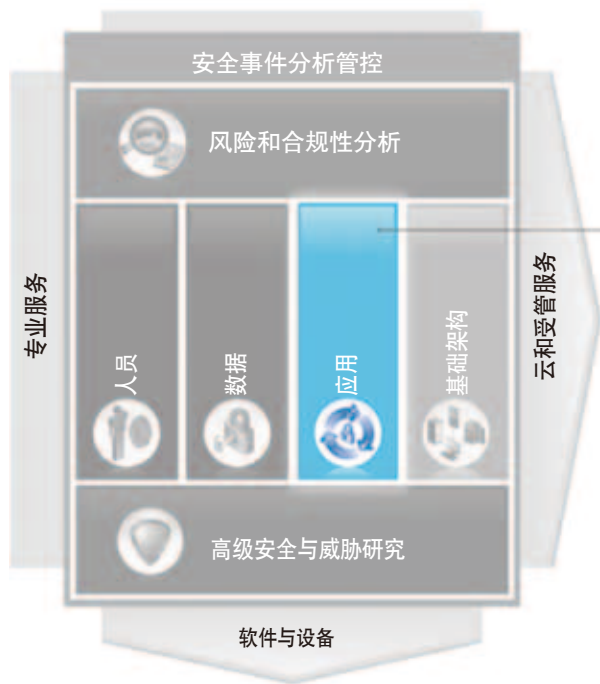 安全事件分析管控
风险和合规性分析
专业服务
人员
数据
应用
基础架构
云和受管服务
高级安全与威胁研究
软件与设备